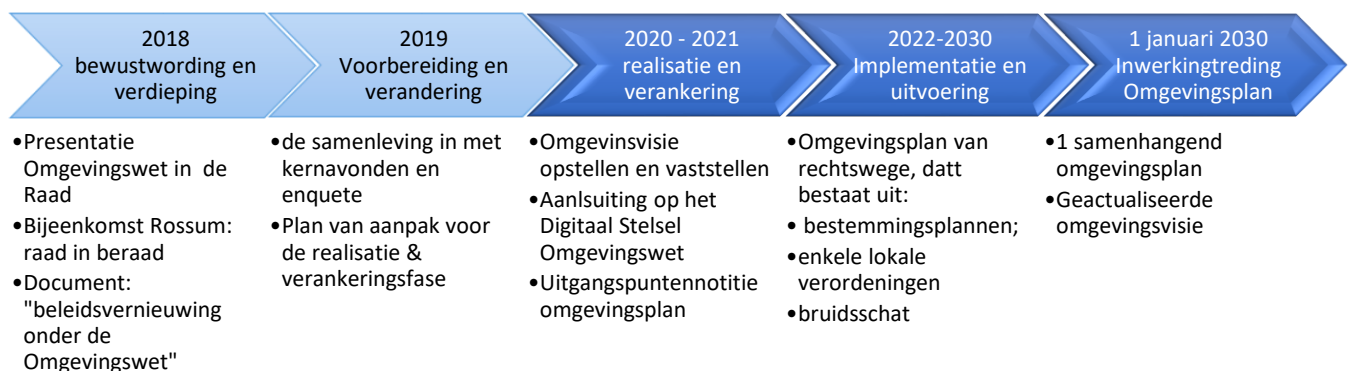 2018
bewustwording en
verdieping
2019
Voorbereiding en
verandering
2020 - 2021
realisatie en
verankering
2022-2030
Implementatie en
uitvoering
1 januari 2030
Inwerkingtreding
Omgevingsplan
•Presentatie
Omgevingswet in de
Raad
•Bijeenkomst Rossum:
raad in beraad
•Document:
"beleidsvernieuwing
onder de
Omgevingswet"
•de samenleving in met
kernavonden en
enquete
•Plan van aanpak voor
de realisatie &
verankeringsfase
•Omgevinsvisie
opstellen en vaststellen
•Aanlsuiting op het
Digitaal Stelsel
Omgevingswet
•Uitgangspuntennotitie
omgevingsplan
•Omgevingsplan van
rechtswege, datt
bestaat uit:
• bestemmingsplannen;
•enkele lokale
verordeningen
•bruidsschat
•1 samenhangend
omgevingsplan
•Geactualiseerde
omgevingsvisie